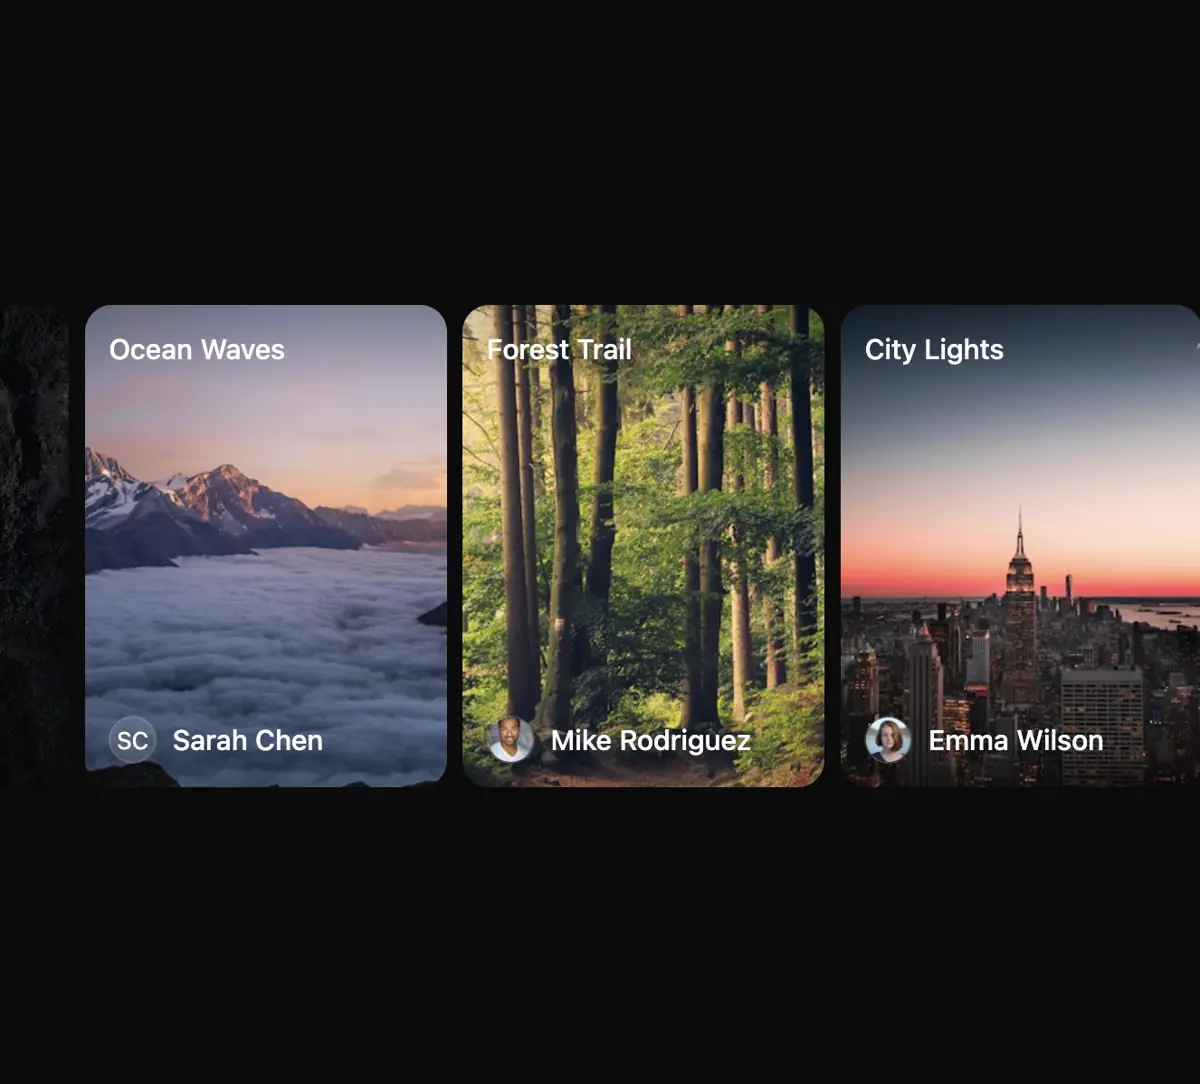 Ocean Waves
Forest Trail
City Lights
SC Sarah Chen
Mike Rodriguez
Emma Wilson